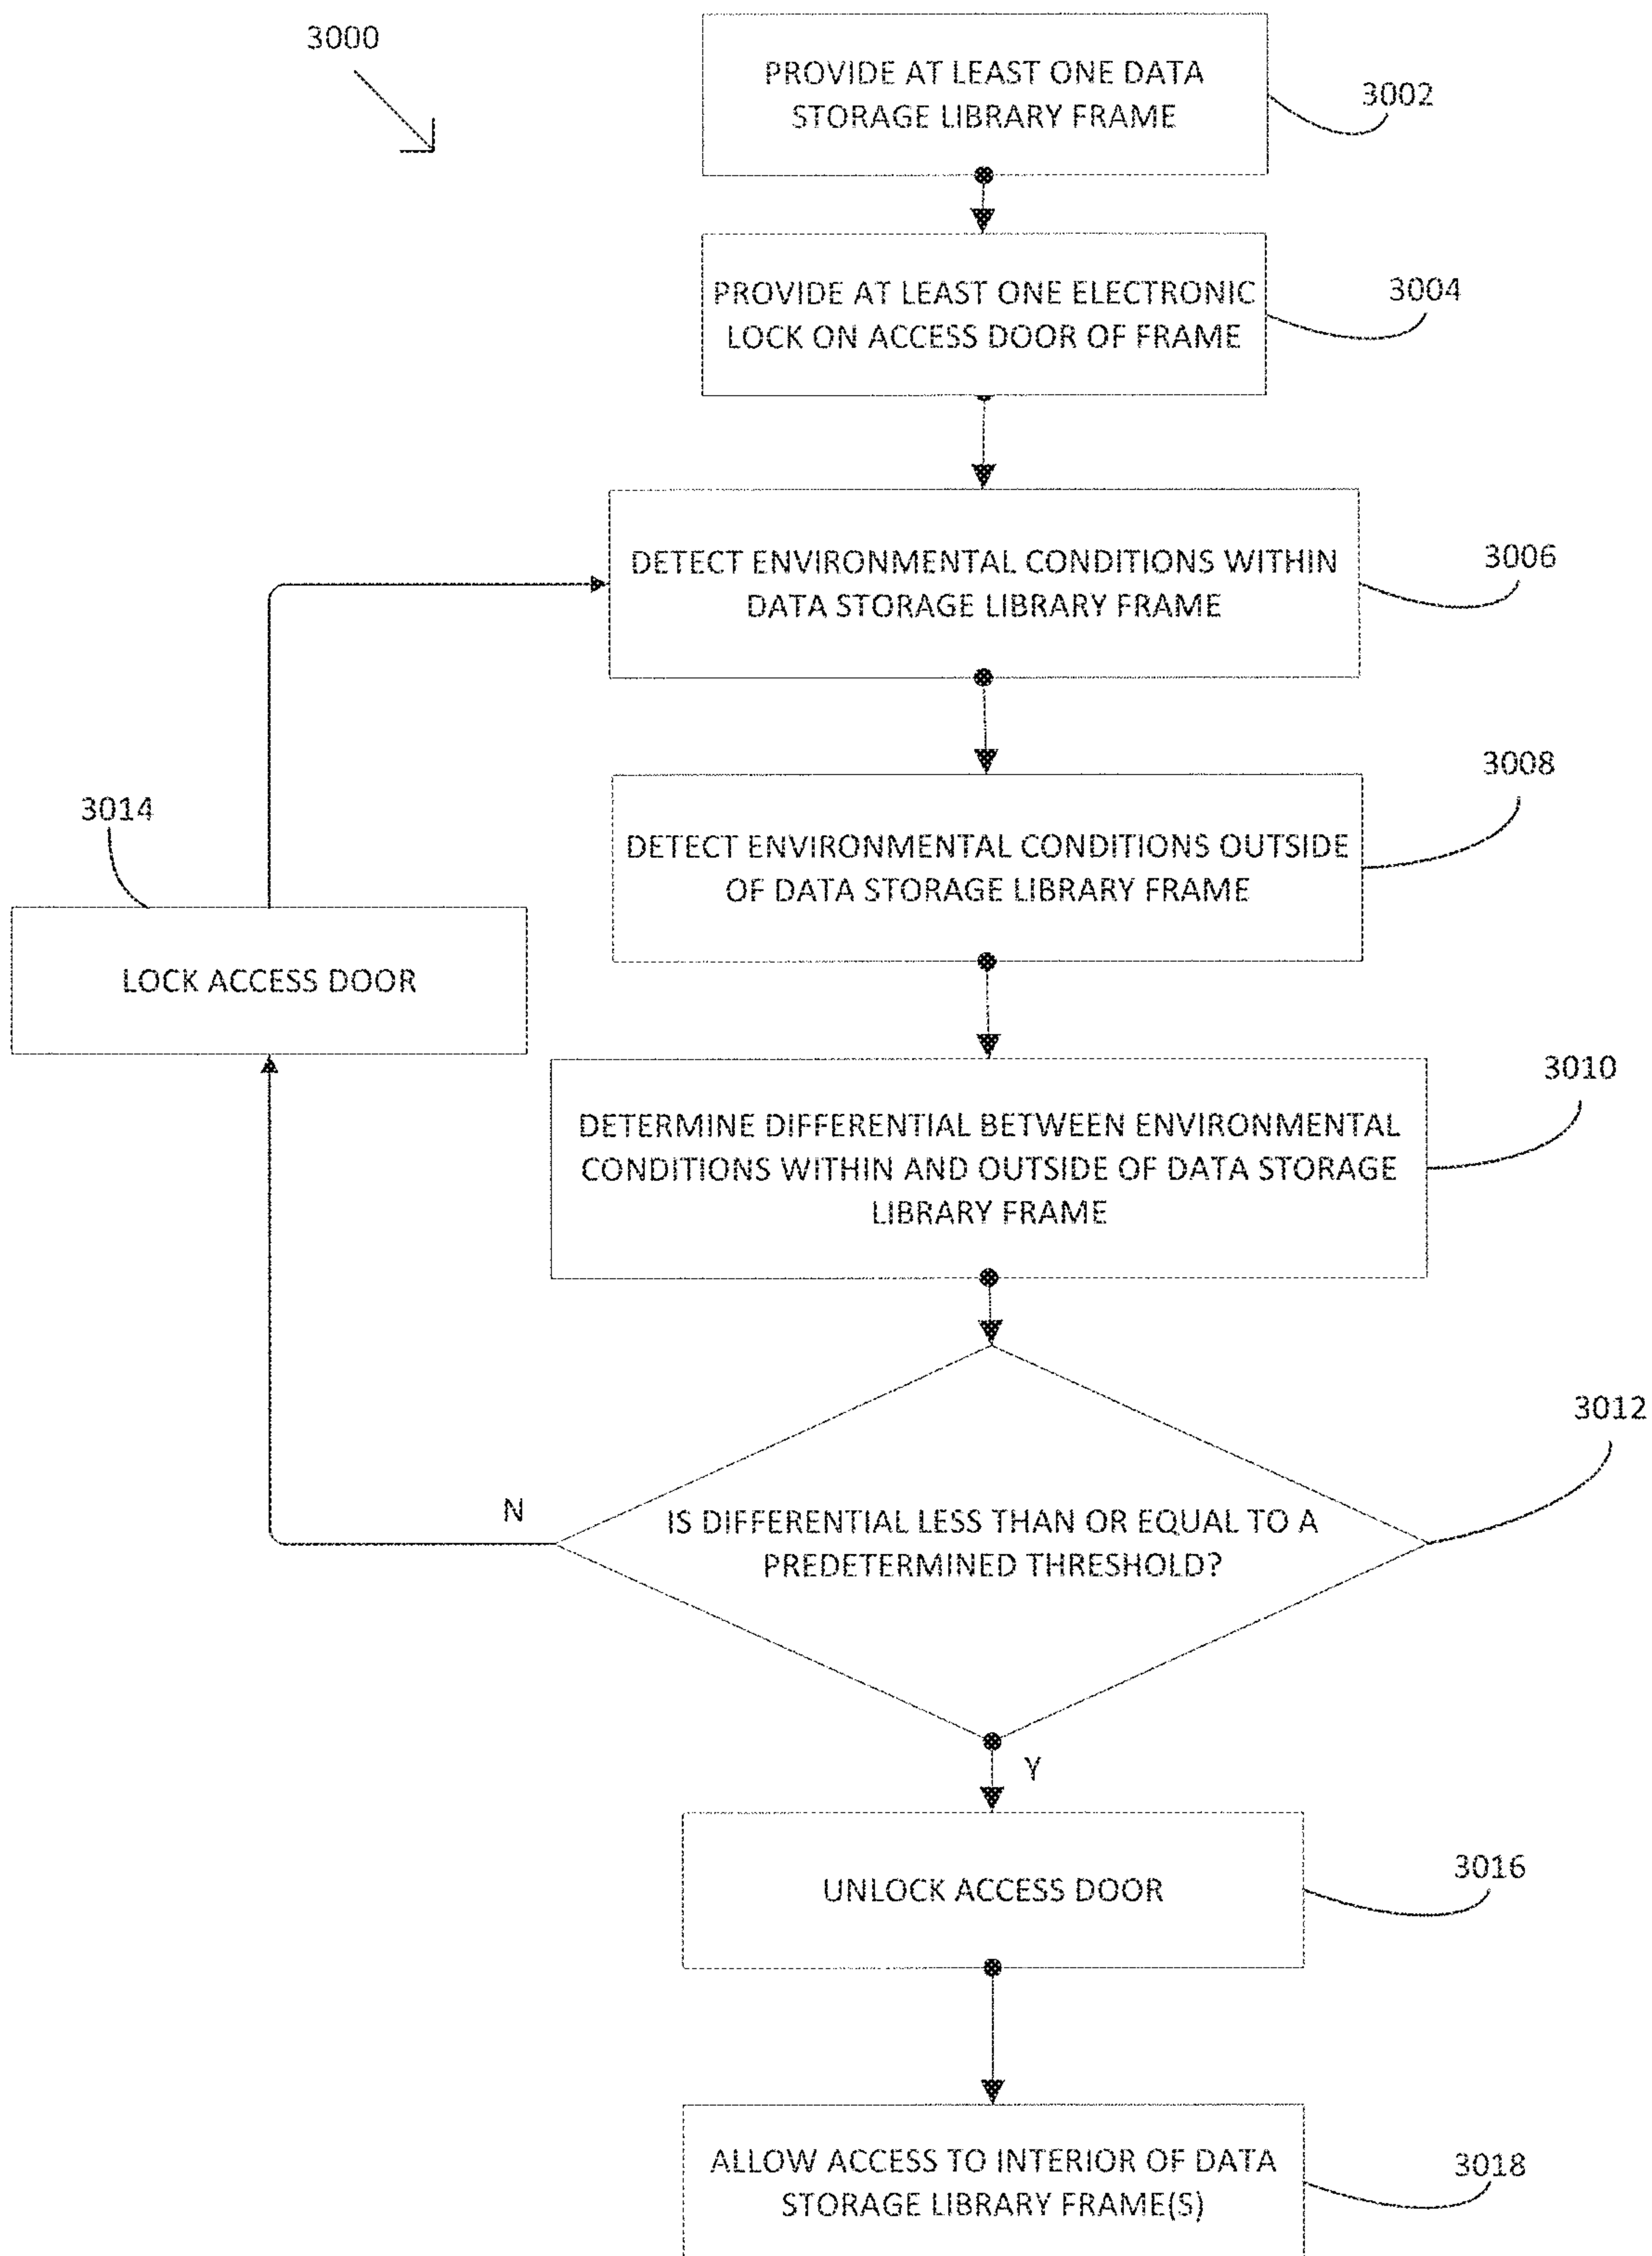 3000
PROVIDE AT LEAST ONE DATA
STORAGE LIBRARY FRAME
3002
PROVIDE AT LEAST ONE ELECTRONIC
LOCK ON ACCESS DOOR OF FRAME
3004
DETECT ENVIRONMENTAL CONDITIONS WITHIN
DATA STORAGE LIBRARY FRAME
3006
DETECT ENVIRONMENTAL CONDITIONS OUTSIDE
OF DATA STORAGE LIBRARY FRAME
3008
3014
LOCK ACCESS DOOR
DETERMINE DIFFERENTIAL BETWEEN ENVIRONMENTAL
CONDITIONS WITHIN AND OUTSIDE OF DATA STORAGE
LIBRARY FRAME
3010
IS DIFFERENTIAL LESS THAN OR EQUAL TO A
PREDETERMINED THRESHOLD?
3012
N
Y
UNLOCK ACCESS DOOR
3016
ALLOW ACCESS TO INTERIOR OF DATA
STORAGE LIBRARY FRAME(S)
3018